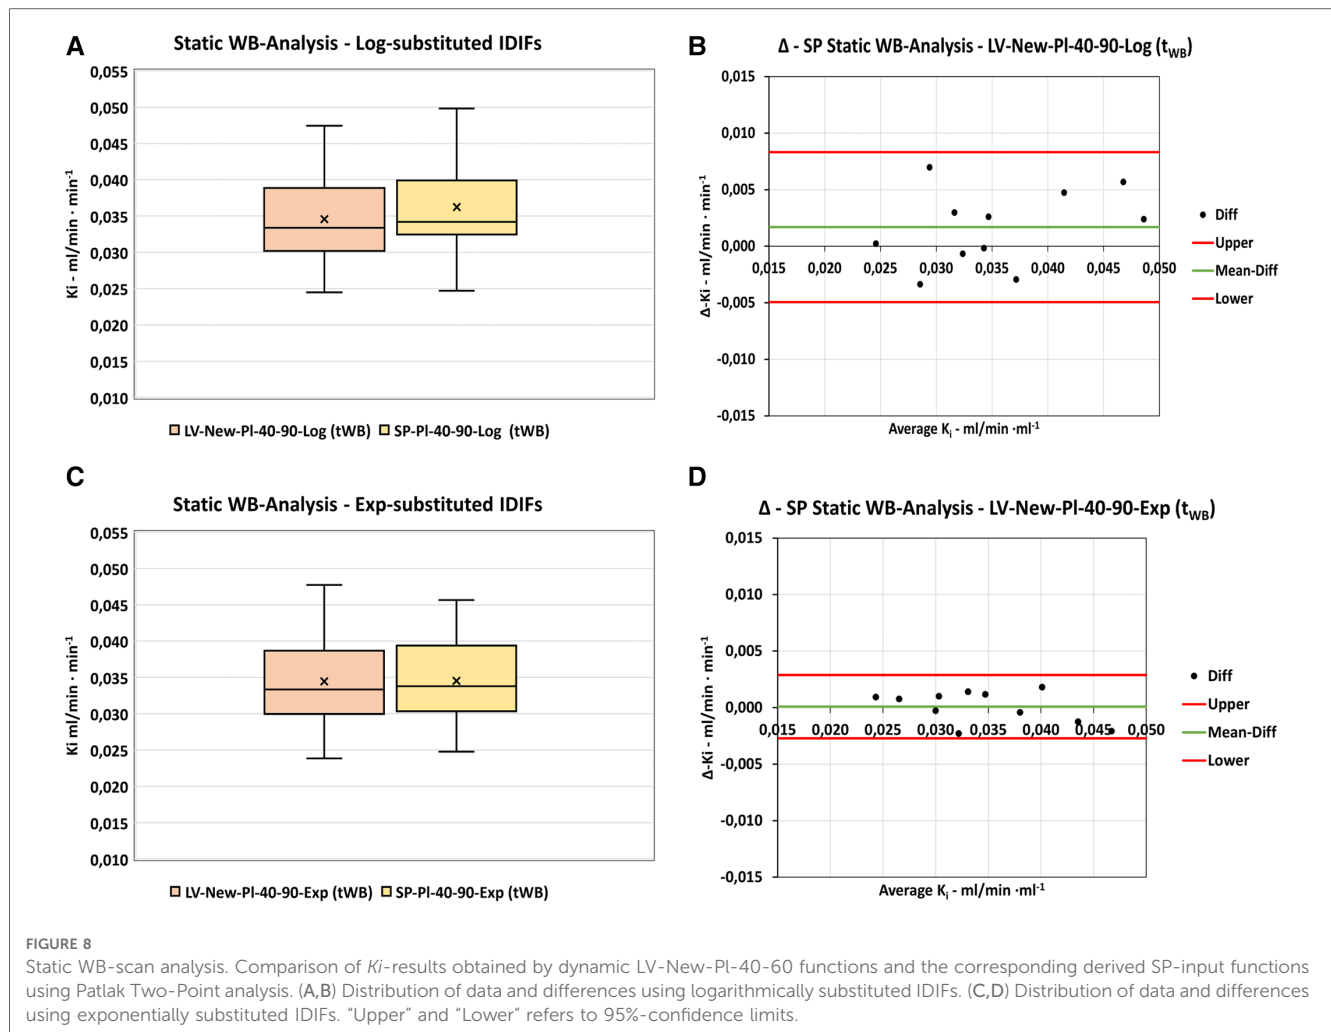 A
Static WB-Analysis - Log-substituted IDIFs
Ki - ml/min · min⁻¹
0,055
0,050
0,045
0,040
0,035
0,030
0,025
0,020
0,015
0,010
LV-New-Pl-40-90-Log (tWB) SP-Pl-40-90-Log (tWB)
B
Δ - SP Static WB-Analysis - LV-New-Pl-40-90-Log (tWB)
Δ-Ki - ml/min · min⁻¹
0,015
0,010
0,005
0,000
-0,005
-0,010
-0,015
0,015 0,020 0,025 0,030 0,035 0,040 0,045 0,050
Average Ki - ml/min ·ml⁻¹
Diff
Upper
Mean-Diff
Lower
C
Static WB-Analysis - Exp-substituted IDIFs
Ki ml/min · min⁻¹
0,055
0,050
0,045
0,040
0,035
0,030
0,025
0,020
0,015
0,010
LV-New-Pl-40-90-Exp (tWB) SP-Pl-40-90-Exp (tWB)
D
Δ - SP Static WB-Analysis - LV-New-Pl-40-90-Exp (tWB)
Δ-Ki - ml/min · min⁻¹
0,015
0,010
0,005
0,000
-0,005
-0,010
-0,015
0,015 0,020 0,025 0,030 0,035 0,040 0,045 0,050
Average Ki - ml/min ·ml⁻¹
Diff
Upper
Mean-Diff
Lower
FIGURE 8
Static WB-scan analysis. Comparison of Ki-results obtained by dynamic LV-New-Pl-40-60 functions and the corresponding derived SP-input functions
using Patlak Two-Point analysis. (A,B) Distribution of data and differences using logarithmically substituted IDIFs. (C,D) Distribution of data and differences
using exponentially substituted IDIFs. "Upper" and "Lower" refers to 95%-confidence limits.